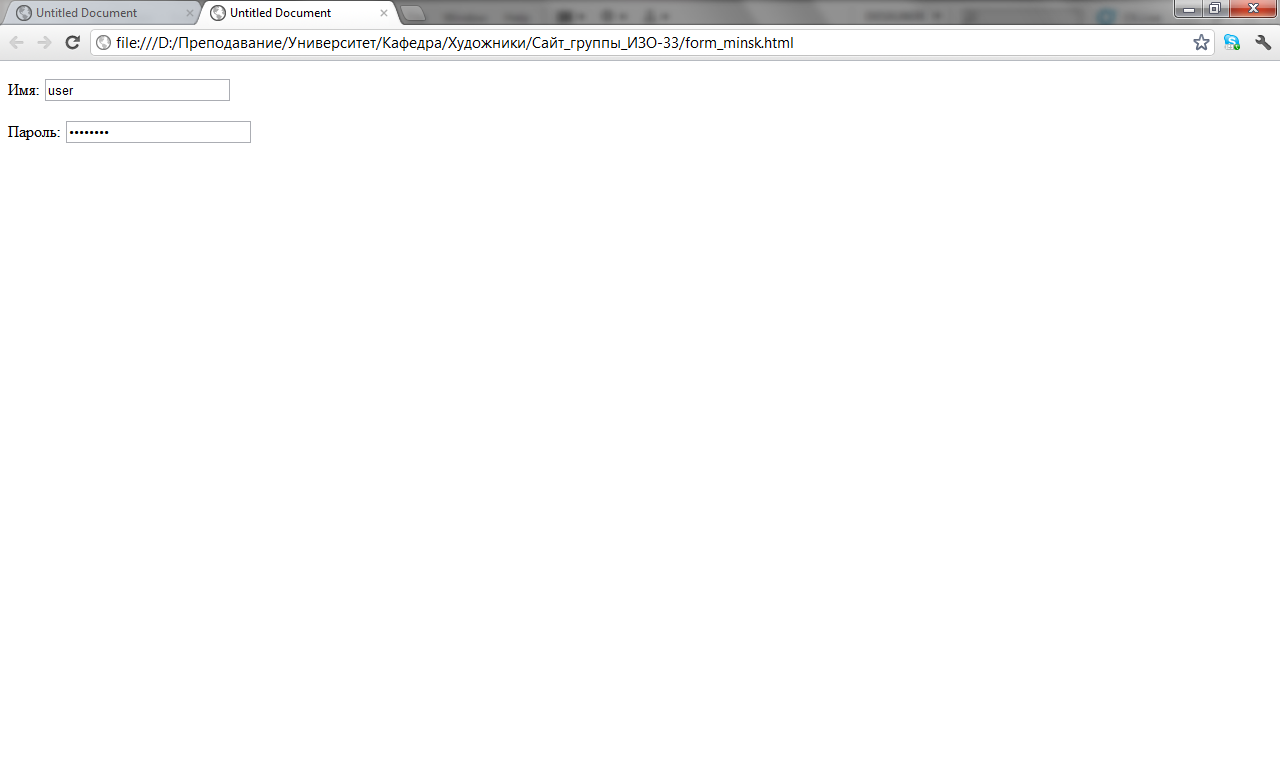 Untitled Document
Untitled Document
file:///D:/Преподавание/Университет/Кафедра/Художники/Сайт_группы_ИЗО-33/form_minsk.html
Имя: user
Пароль: ••••••••